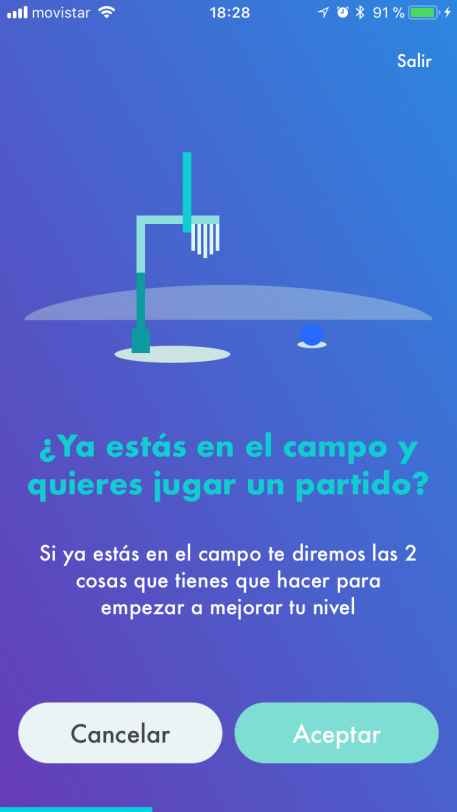 movistar 18:28 91 %
Salir
¿Ya estás en el campo y
quieres jugar un partido?
Si ya estás en el campo te diremos las 2
cosas que tienes que hacer para
empezar a mejorar tu nivel
Cancelar Aceptar